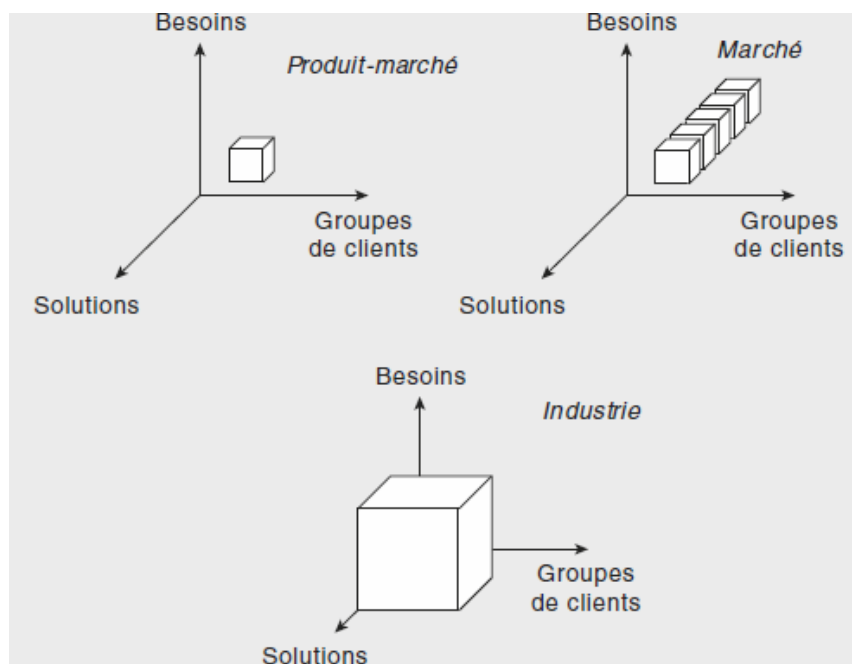 Besoins
Produit-marché
Groupes
de clients
Solutions
Besoins
Marché
Groupes
de clients
Solutions
Besoins
Industrie
Groupes
de clients
Solutions